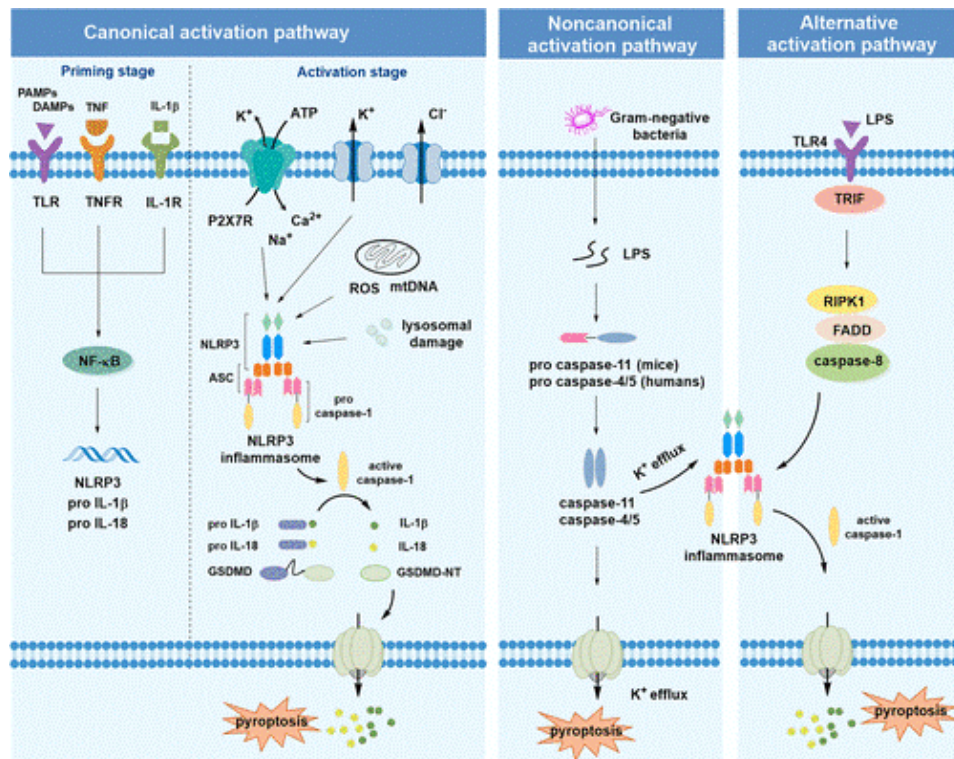 Canonical activation pathway
Priming stage
PAMPs
DAMPs
TNF
IL-1β
TLR
TNFR
IL-1R
NF-κB
NLRP3
pro IL-1β
pro IL-18
Activation stage
K⁺
ATP
K⁺
Cl⁻
P2X7R
Ca²⁺
Na⁺
ROS mtDNA
lysosomal
damage
NLRP3
ASC
pro
caspase-1
NLRP3
inflammasome
active
caspase-1
pro IL-1β
IL-1β
pro IL-18
IL-18
GSDMD
GSDMD-NT
pyroptosis
Noncanonical
activation pathway
Gram-negative
bacteria
LPS
pro caspase-11 (mice)
pro caspase-4/5 (humans)
caspase-11
caspase-4/5
K⁺ efflux
K⁺ efflux
pyroptosis
Alternative
activation pathway
LPS
TLR4
TRIF
RIPK1
FADD
caspase-8
NLRP3
inflammasome
active
caspase-1
pyroptosis